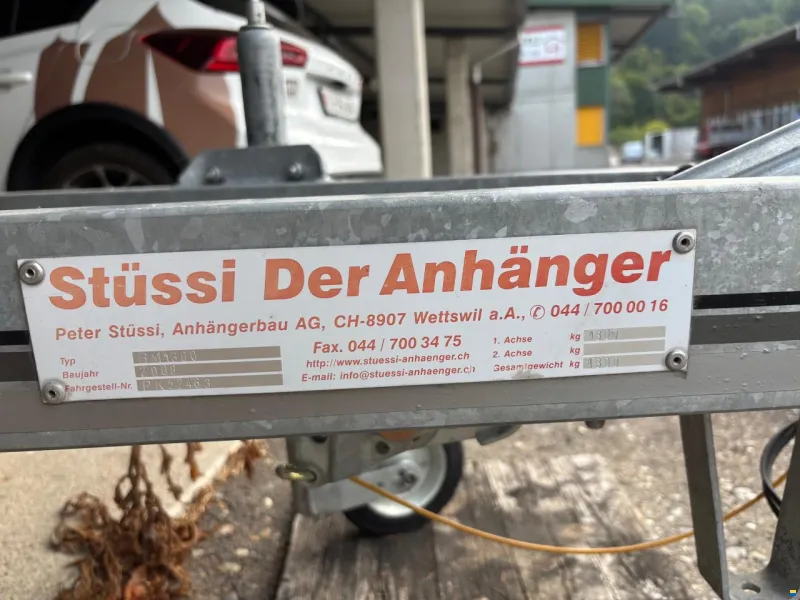 Stüssi Der Anhänger
Peter Stüssi, Anhängerbau AG, CH-8907 Wettswil a.A., ✆ 044 / 700 00 16
Fax. 044 / 700 34 75
http://www.stuessi-anhaenger.ch
E-mail: info@stuessi-anhaenger.ch
Typ
Baujahr 2008
Fahrgestell-Nr.
1. Achse kg
2. Achse kg
Gesamtgewicht kg